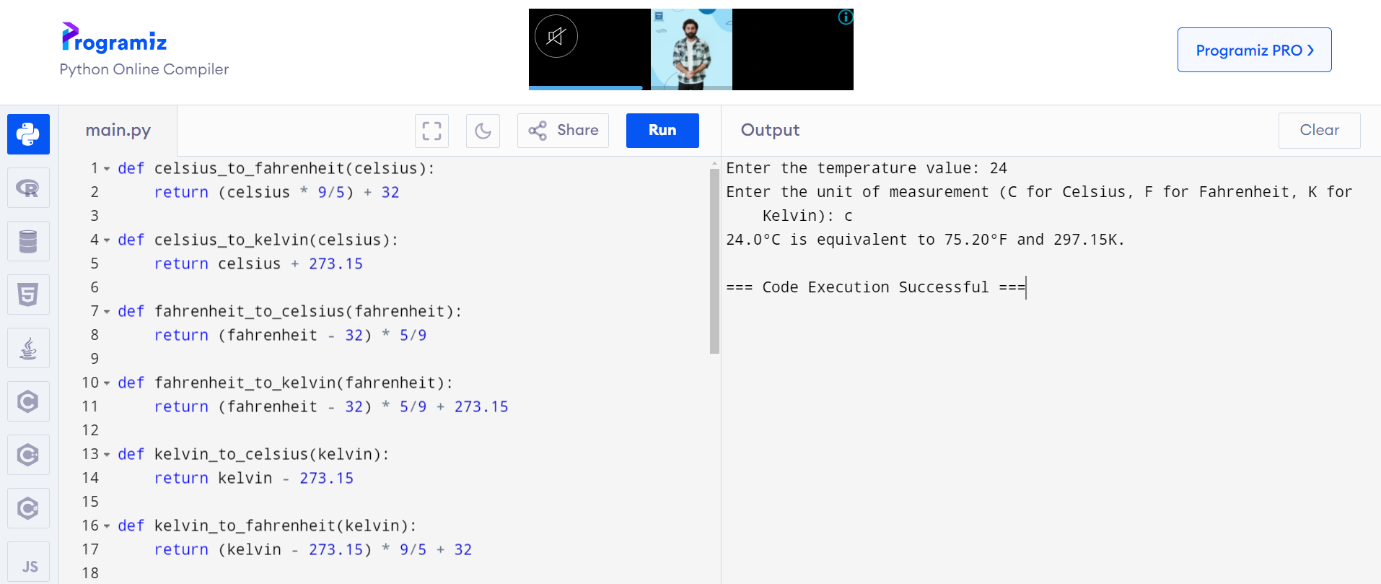 Programiz
Python Online Compiler
Programiz PRO >
main.py
Share
Run
Output
Clear
1 def celsius_to_fahrenheit(celsius):
2     return (celsius * 9/5) + 32
3
4 def celsius_to_kelvin(celsius):
5     return celsius + 273.15
6
7 def fahrenheit_to_celsius(fahrenheit):
8     return (fahrenheit - 32) * 5/9
9
10 def fahrenheit_to_kelvin(fahrenheit):
11     return (fahrenheit - 32) * 5/9 + 273.15
12
13 def kelvin_to_celsius(kelvin):
14     return kelvin - 273.15
15
16 def kelvin_to_fahrenheit(kelvin):
17     return (kelvin - 273.15) * 9/5 + 32
18
JS
Enter the temperature value: 24
Enter the unit of measurement (C for Celsius, F for Fahrenheit, K for
Kelvin): c
24.0°C is equivalent to 75.20°F and 297.15K.
=== Code Execution Successful ===